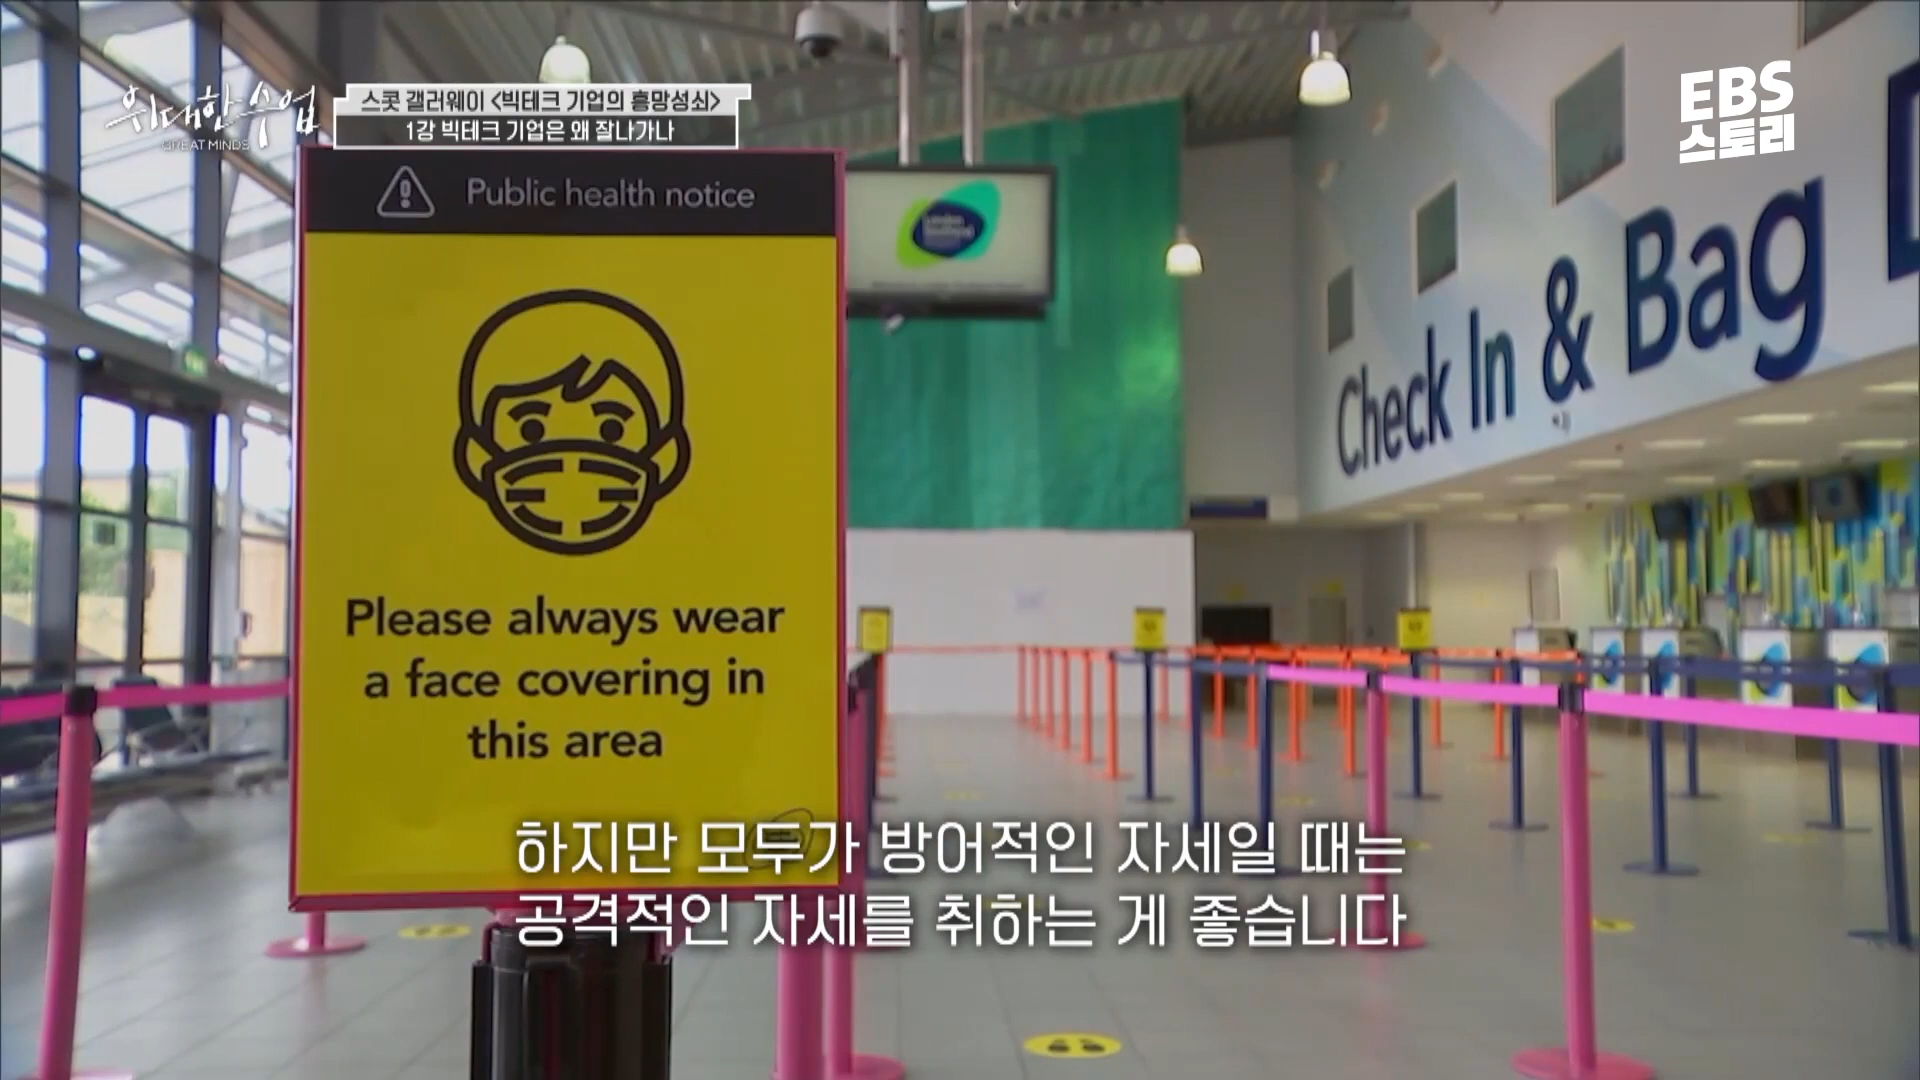 위대한 수업
GREAT MINDS
스콧 갤러웨이 <빅테크 기업의 흥망성쇠>
1강 빅테크 기업은 왜 잘나가나
EBS
스토리
Public health notice
Please always wear
a face covering in
this area
London
Southend
Check In & Bag
하지만 모두가 방어적인 자세일 때는
공격적인 자세를 취하는 게 좋습니다